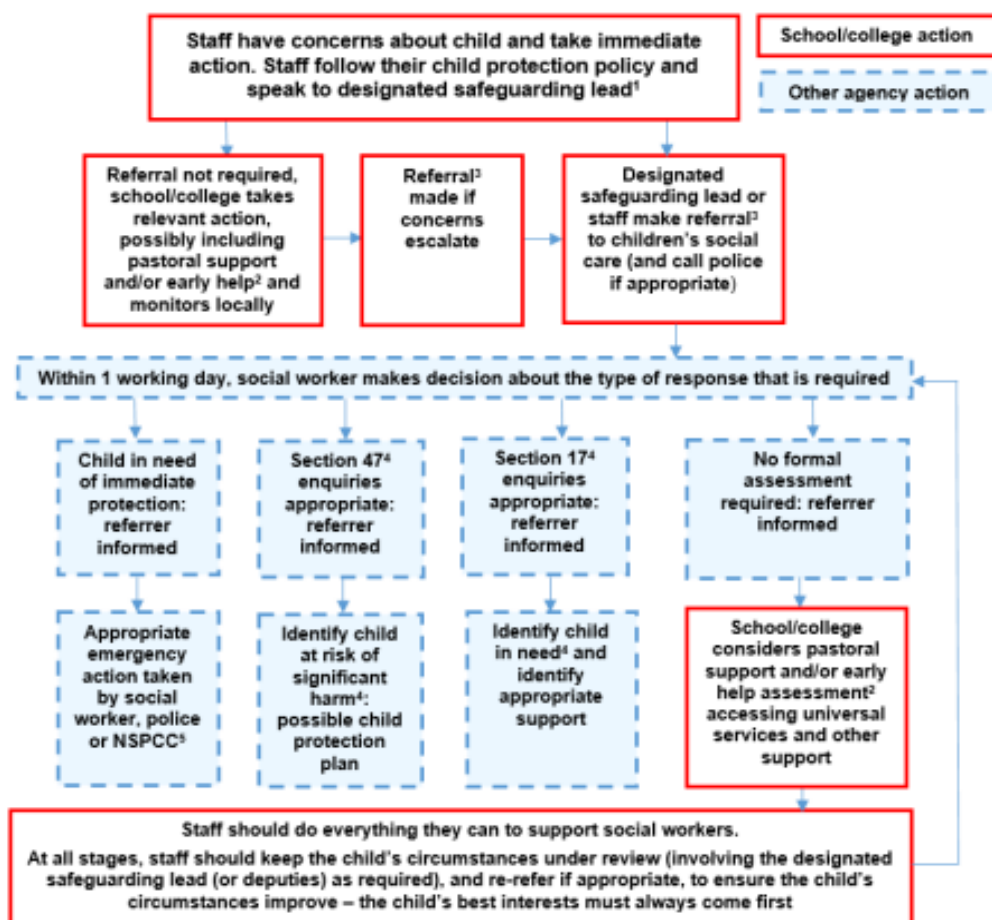 Staff have concerns about child and take immediate
action. Staff follow their child protection policy and
speak to designated safeguarding lead¹
School/college action
Other agency action
Referral not required,
school/college takes
relevant action,
possibly including
pastoral support
and/or early help² and
monitors locally
Referral³
made if
concerns
escalate
Designated
safeguarding lead or
staff make referral³
to children's social
care (and call police
if appropriate)
Within 1 working day, social worker makes decision about the type of response that is required
Child in need
of immediate
protection:
referrer
informed
Section 47⁴
enquiries
appropriate:
referrer
informed
Section 17⁴
enquiries
appropriate:
referrer
informed
No formal
assessment
required: referrer
informed
Appropriate
emergency
action taken
by social
worker, police
or NSPCC⁵
Identify child
at risk of
significant
harm⁴:
possible child
protection
plan
Identify child
in need⁴ and
identify
appropriate
support
School/college
considers pastoral
support and/or early
help assessment²
accessing universal
services and other
support
Staff should do everything they can to support social workers.
At all stages, staff should keep the child's circumstances under review (involving the designated
safeguarding lead (or deputies) as required), and re-refer if appropriate, to ensure the child's
circumstances improve – the child's best interests must always come first